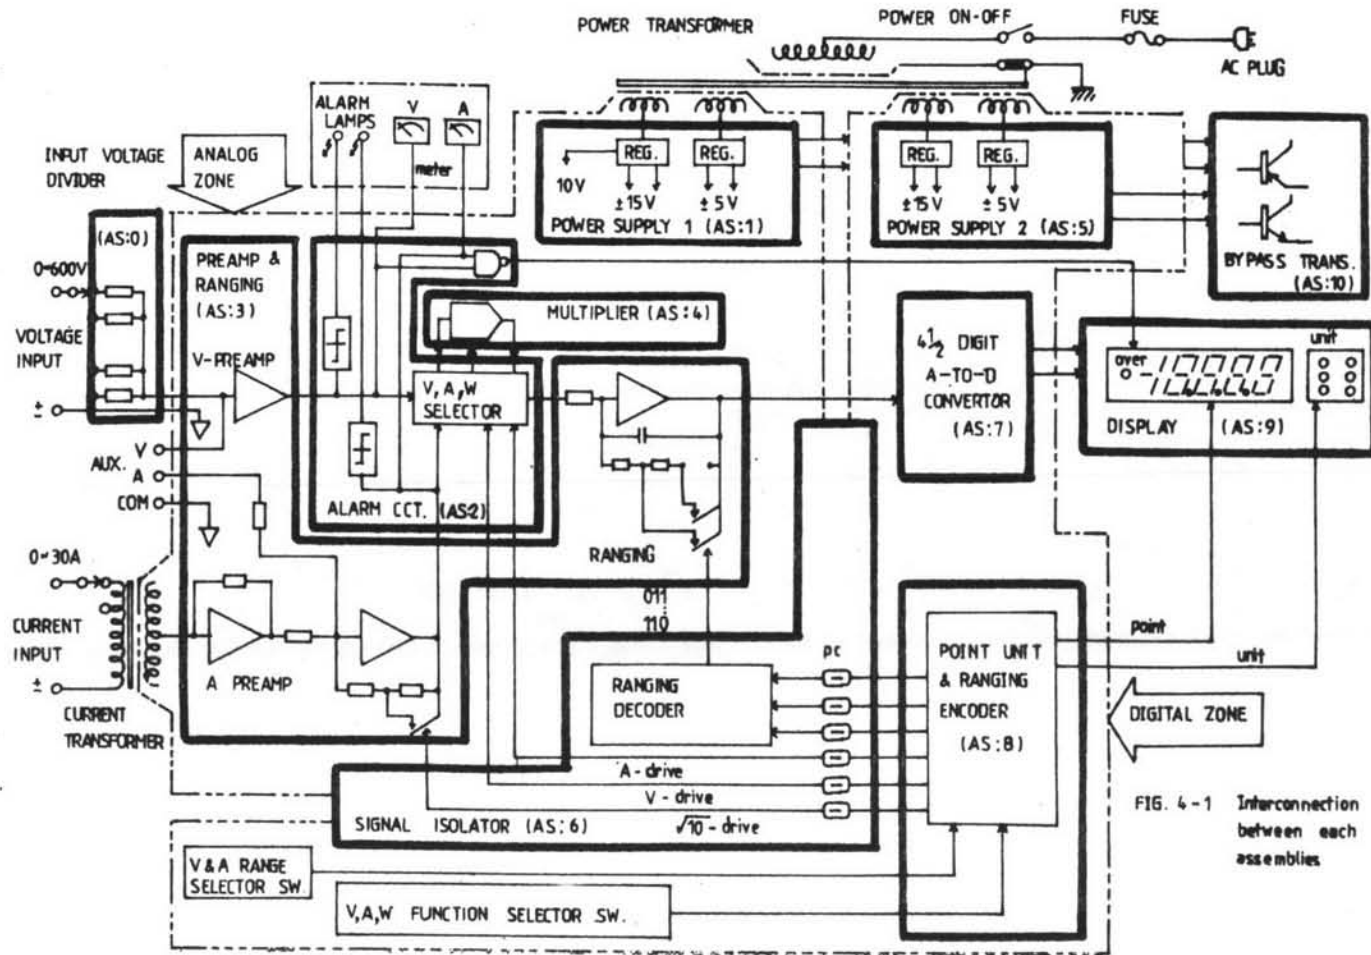 POWER TRANSFORMER
POWER ON-OFF
FUSE
AC PLUG
ALARM
LAMPS
V
A
meter
INPUT VOLTAGE
DIVIDER
ANALOG
ZONE
REG.
REG.
10V
±15V
±5V
POWER SUPPLY 1 (AS:1)
REG.
REG.
±15V
±5V
POWER SUPPLY 2 (AS:5)
BYPASS TRANS.
(AS:10)
(AS:0)
0~600V
VOLTAGE
INPUT
±
PREAMP &
RANGING
(AS:3)
V-PREAMP
MULTIPLIER (AS:4)
V, A, W
SELECTOR
ALARM CCT. (AS:2)
4 1/2 DIGIT
A-TO-D
CONVERTOR
(AS:7)
over
unit
DISPLAY (AS:9)
AUX.
V
A
COM
0~30A
CURRENT
INPUT
±
CURRENT
TRANSFORMER
A PREAMP
RANGING
011
110
RANGING
DECODER
pc
POINT UNIT
& RANGING
ENCODER
(AS:8)
point
unit
DIGITAL ZONE
A-drive
V-drive
√10-drive
SIGNAL ISOLATOR (AS:6)
V & A RANGE
SELECTOR SW.
V,A,W FUNCTION SELECTOR SW.
FIG. 4-1 Interconnection
between each
assemblies